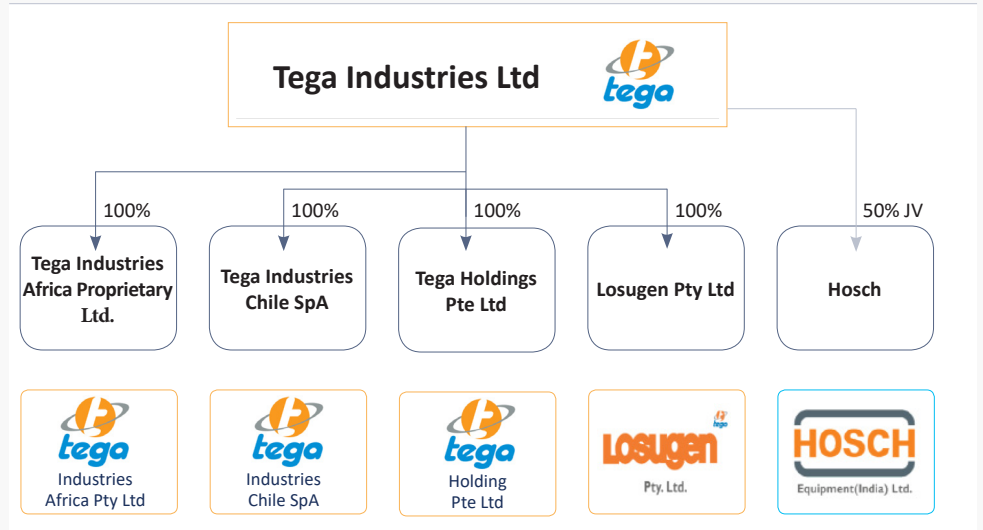 Tega Industries Ltd
tega
100%
100%
100%
100%
50% JV
Tega Industries
Africa Proprietary
Ltd.
Tega Industries
Chile SpA
Tega Holdings
Pte Ltd
Losugen Pty Ltd
Hosch
tega
Industries
Africa Pty Ltd
tega
Industries
Chile SpA
tega
Holding
Pte Ltd
tega
Losugen
Pty. Ltd.
HOSCH
Equipment(India) Ltd.